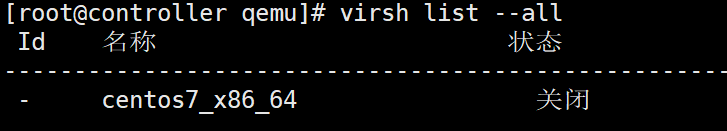 [root@controller qemu]# virsh list --all
Id 名称 状态
----------------------------------------------------
- centos7_x86_64 关闭